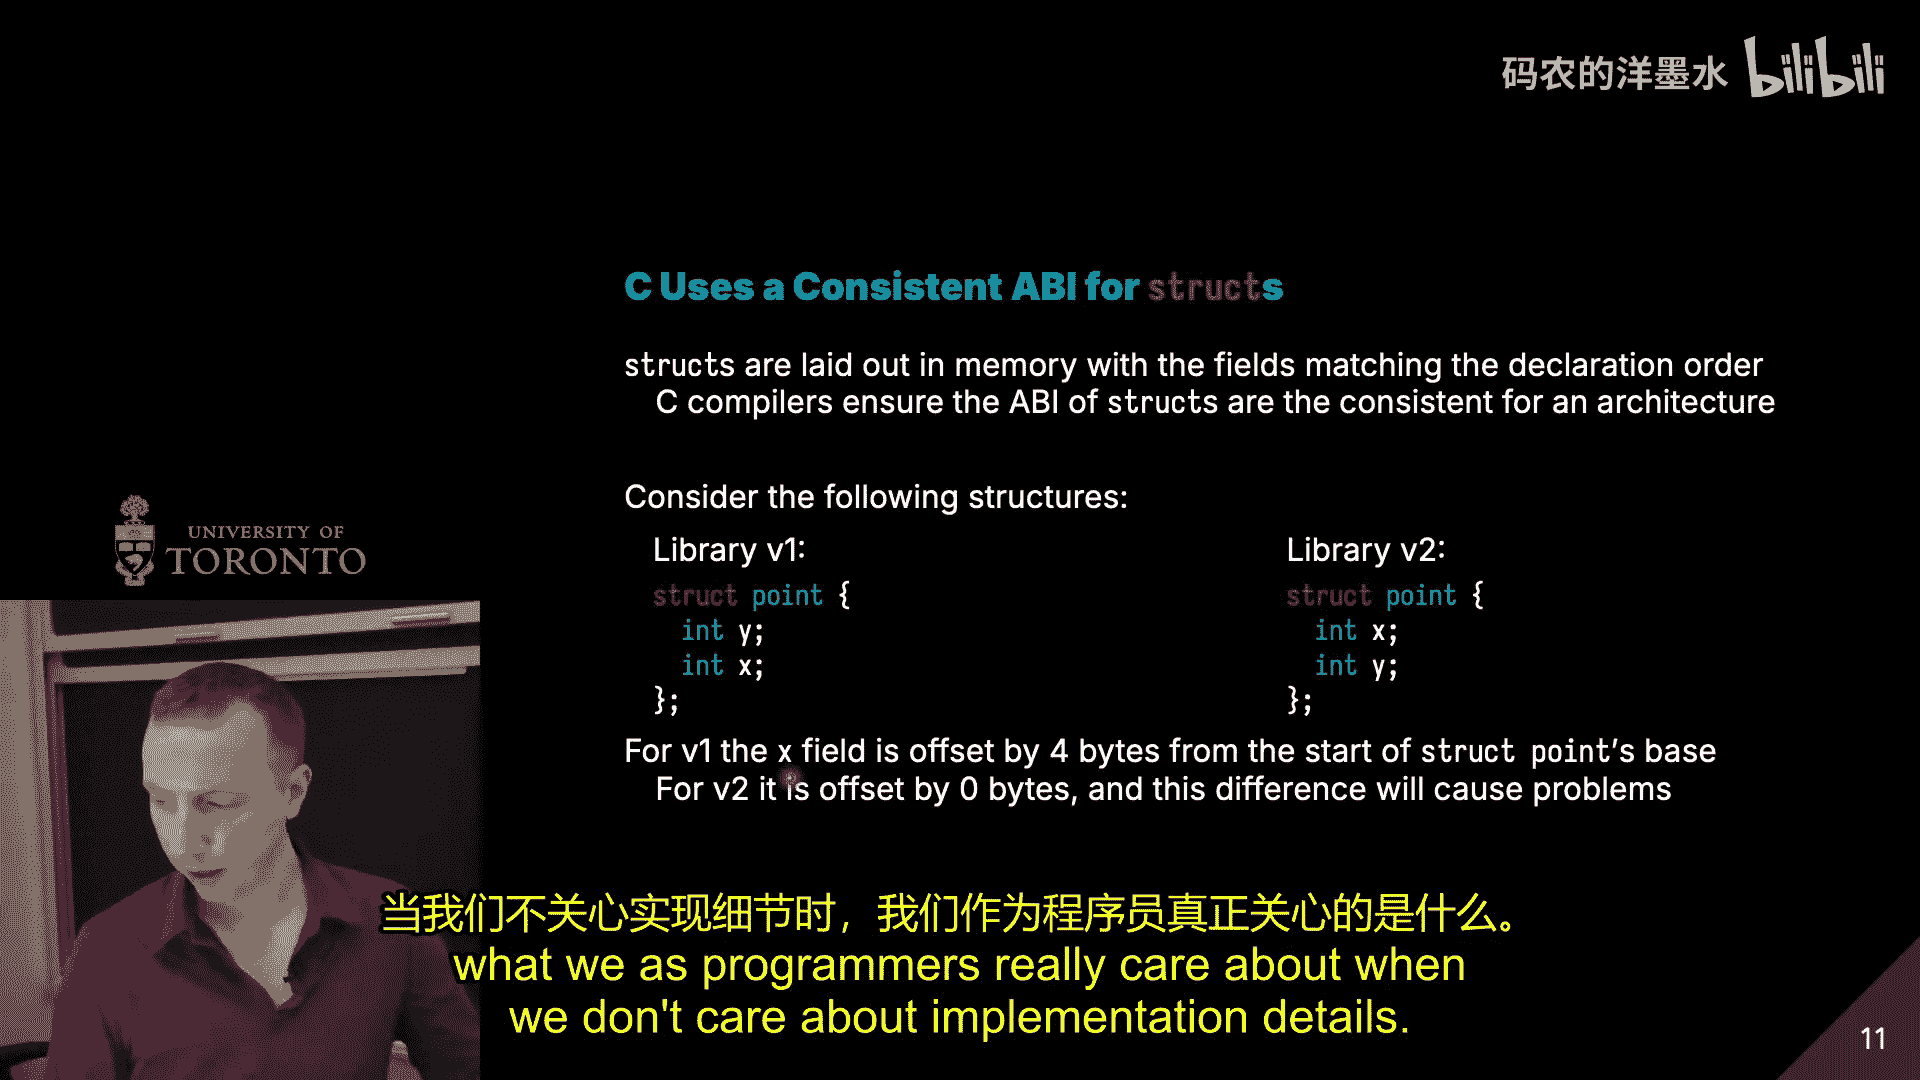 码农的洋墨水 bilibili
C Uses a Consistent ABI for structs
structs are laid out in memory with the fields matching the declaration order
C compilers ensure the ABI of structs are the consistent for an architecture
Consider the following structures:
Library v1:
struct point {
int y;
int x;
};
Library v2:
struct point {
int x;
int y;
};
For v1 the x field is offset by 4 bytes from the start of struct point's base
For v2 it is offset by 0 bytes, and this difference will cause problems
UNIVERSITY OF
TORONTO
当我们不关心实现细节时，我们作为程序员真正关心的是什么。
what we as programmers really care about when
we don't care about implementation details.
11